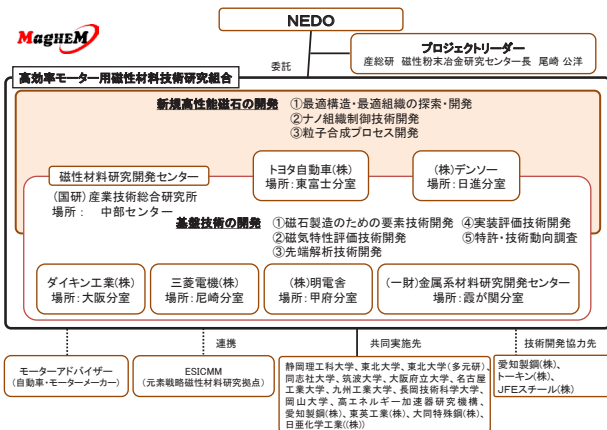 NEDO
MagHEM
プロジェクトリーダー
産総研 磁性粉末冶金研究センター長 尾崎 公洋
委託
高効率モーター用磁性材料技術研究組合
新規高性能磁石の開発 ①最適構造・最適組織の探索・開発
②ナノ組織制御技術開発
③粒子合成プロセス開発
磁性材料研究開発センター
(国研)産業技術総合研究所
場所： 中部センター
トヨタ自動車(株)
場所：東富士分室
(株)デンソー
場所：日進分室
基盤技術の開発 ①磁石製造のための要素技術開発 ④実装評価技術開発
②磁気特性評価技術開発 ⑤特許・技術動向調査
③先端解析技術開発
ダイキン工業(株)
場所：大阪分室
三菱電機(株)
場所：尼崎分室
(株)明電舎
場所：甲府分室
(一財)金属系材料研究開発センター
場所：霞が関分室
連携
共同実施先
技術開発協力先
モーターアドバイザー
(自動車・モーターメーカー)
ESICMM
(元素戦略磁性材料研究拠点)
静岡理工科大学、東北大学、東北大学(多元研)、
同志社大学、筑波大学、大阪府立大学、名古屋
工業大学、九州工業大学、長岡技術科学大学、
岡山大学、高エネルギー加速器研究機構、
愛知製鋼(株)、東英工業(株)、大同特殊鋼(株)、
日亜化学工業((株))
愛知製鋼(株)、
トーキン(株)、
JFEスチール(株)